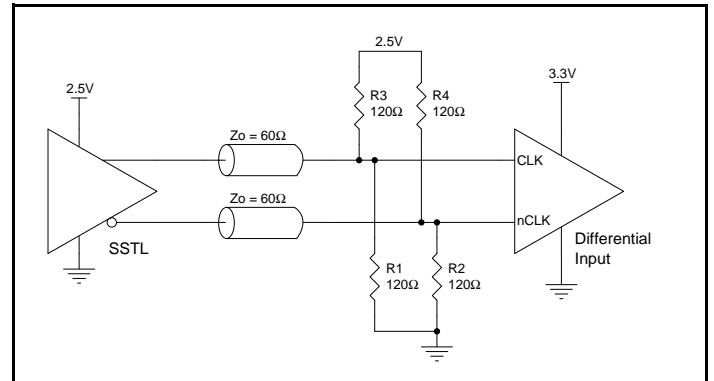 2.5V
3.3V
2.5V
R3
120Ω
R4
120Ω
Zo = 60Ω
CLK
Zo = 60Ω
nCLK
SSTL
Differential
Input
R1
120Ω
R2
120Ω